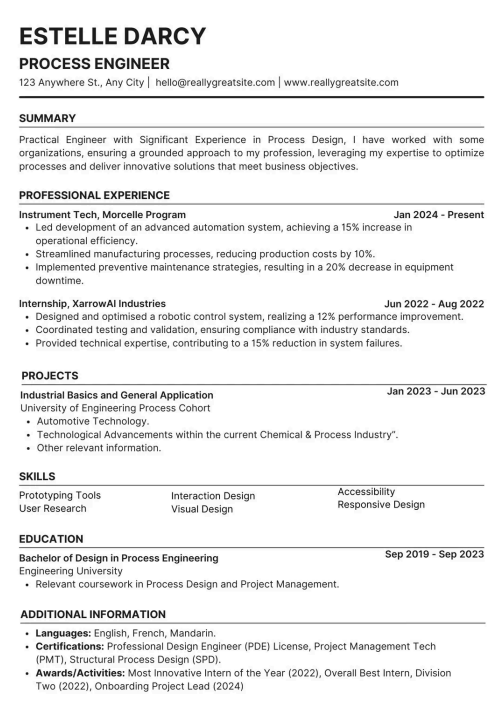 ESTELLE DARCY
PROCESS ENGINEER
123 Anywhere St., Any City | hello@reallygreatsite.com | www.reallygreatsite.com
SUMMARY
Practical Engineer with Significant Experience in Process Design, I have worked with some
organizations, ensuring a grounded approach to my profession, leveraging my expertise to optimize
processes and deliver innovative solutions that meet business objectives.
PROFESSIONAL EXPERIENCE
Instrument Tech, Morcelle Program Jan 2024 - Present
• Led development of an advanced automation system, achieving a 15% increase in
operational efficiency.
• Streamlined manufacturing processes, reducing production costs by 10%.
• Implemented preventive maintenance strategies, resulting in a 20% decrease in equipment
downtime.
Internship, XarrowAI Industries Jun 2022 - Aug 2022
• Designed and optimised a robotic control system, realizing a 12% performance improvement.
• Coordinated testing and validation, ensuring compliance with industry standards.
• Provided technical expertise, contributing to a 15% reduction in system failures.
PROJECTS
Industrial Basics and General Application Jan 2023 - Jun 2023
University of Engineering Process Cohort
• Automotive Technology.
• Technological Advancements within the current Chemical & Process Industry”.
• Other relevant information.
SKILLS
Prototyping Tools Interaction Design Accessibility
User Research Visual Design Responsive Design
EDUCATION
Bachelor of Design in Process Engineering Sep 2019 - Sep 2023
Engineering University
• Relevant coursework in Process Design and Project Management.
ADDITIONAL INFORMATION
• Languages: English, French, Mandarin.
• Certifications: Professional Design Engineer (PDE) License, Project Management Tech
(PMT), Structural Process Design (SPD).
• Awards/Activities: Most Innovative Intern of the Year (2022), Overall Best Intern, Division
Two (2022), Onboarding Project Lead (2024)